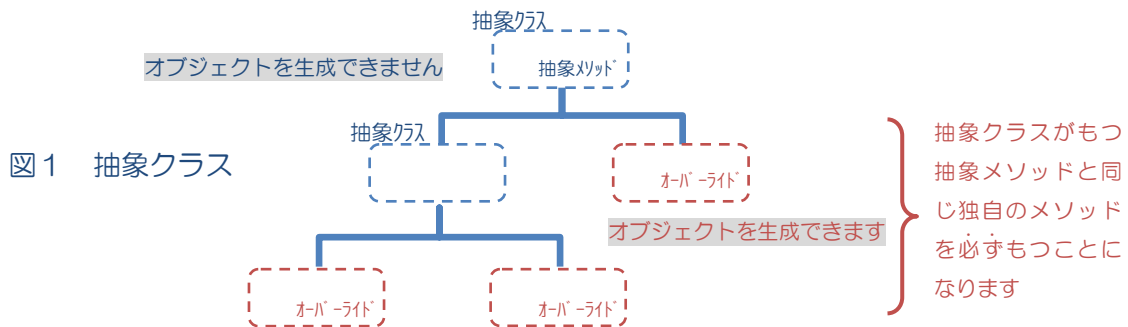 抽象ｸﾗｽ
オブジェクトを生成できません
抽象ﾒｿｯﾄﾞ
抽象ｸﾗｽ
図１　抽象クラス
ｵｰﾊﾞｰﾗｲﾄﾞ
オブジェクトを生成できます
ｵｰﾊﾞｰﾗｲﾄﾞ
ｵｰﾊﾞｰﾗｲﾄﾞ
抽象クラスがもつ
抽象メソッドと同
じ独自のメソッド
を必ずもつことに
なります